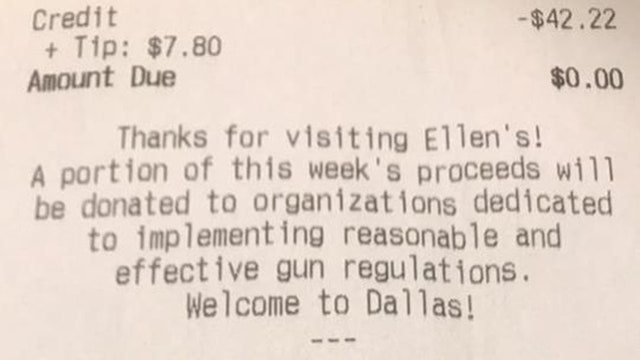 Credit -$42.22
+ Tip: $7.80
Amount Due $0.00
Thanks for visiting Ellen's!
A portion of this week's proceeds will
be donated to organizations dedicated
to implementing reasonable and
effective gun regulations.
Welcome to Dallas!
---